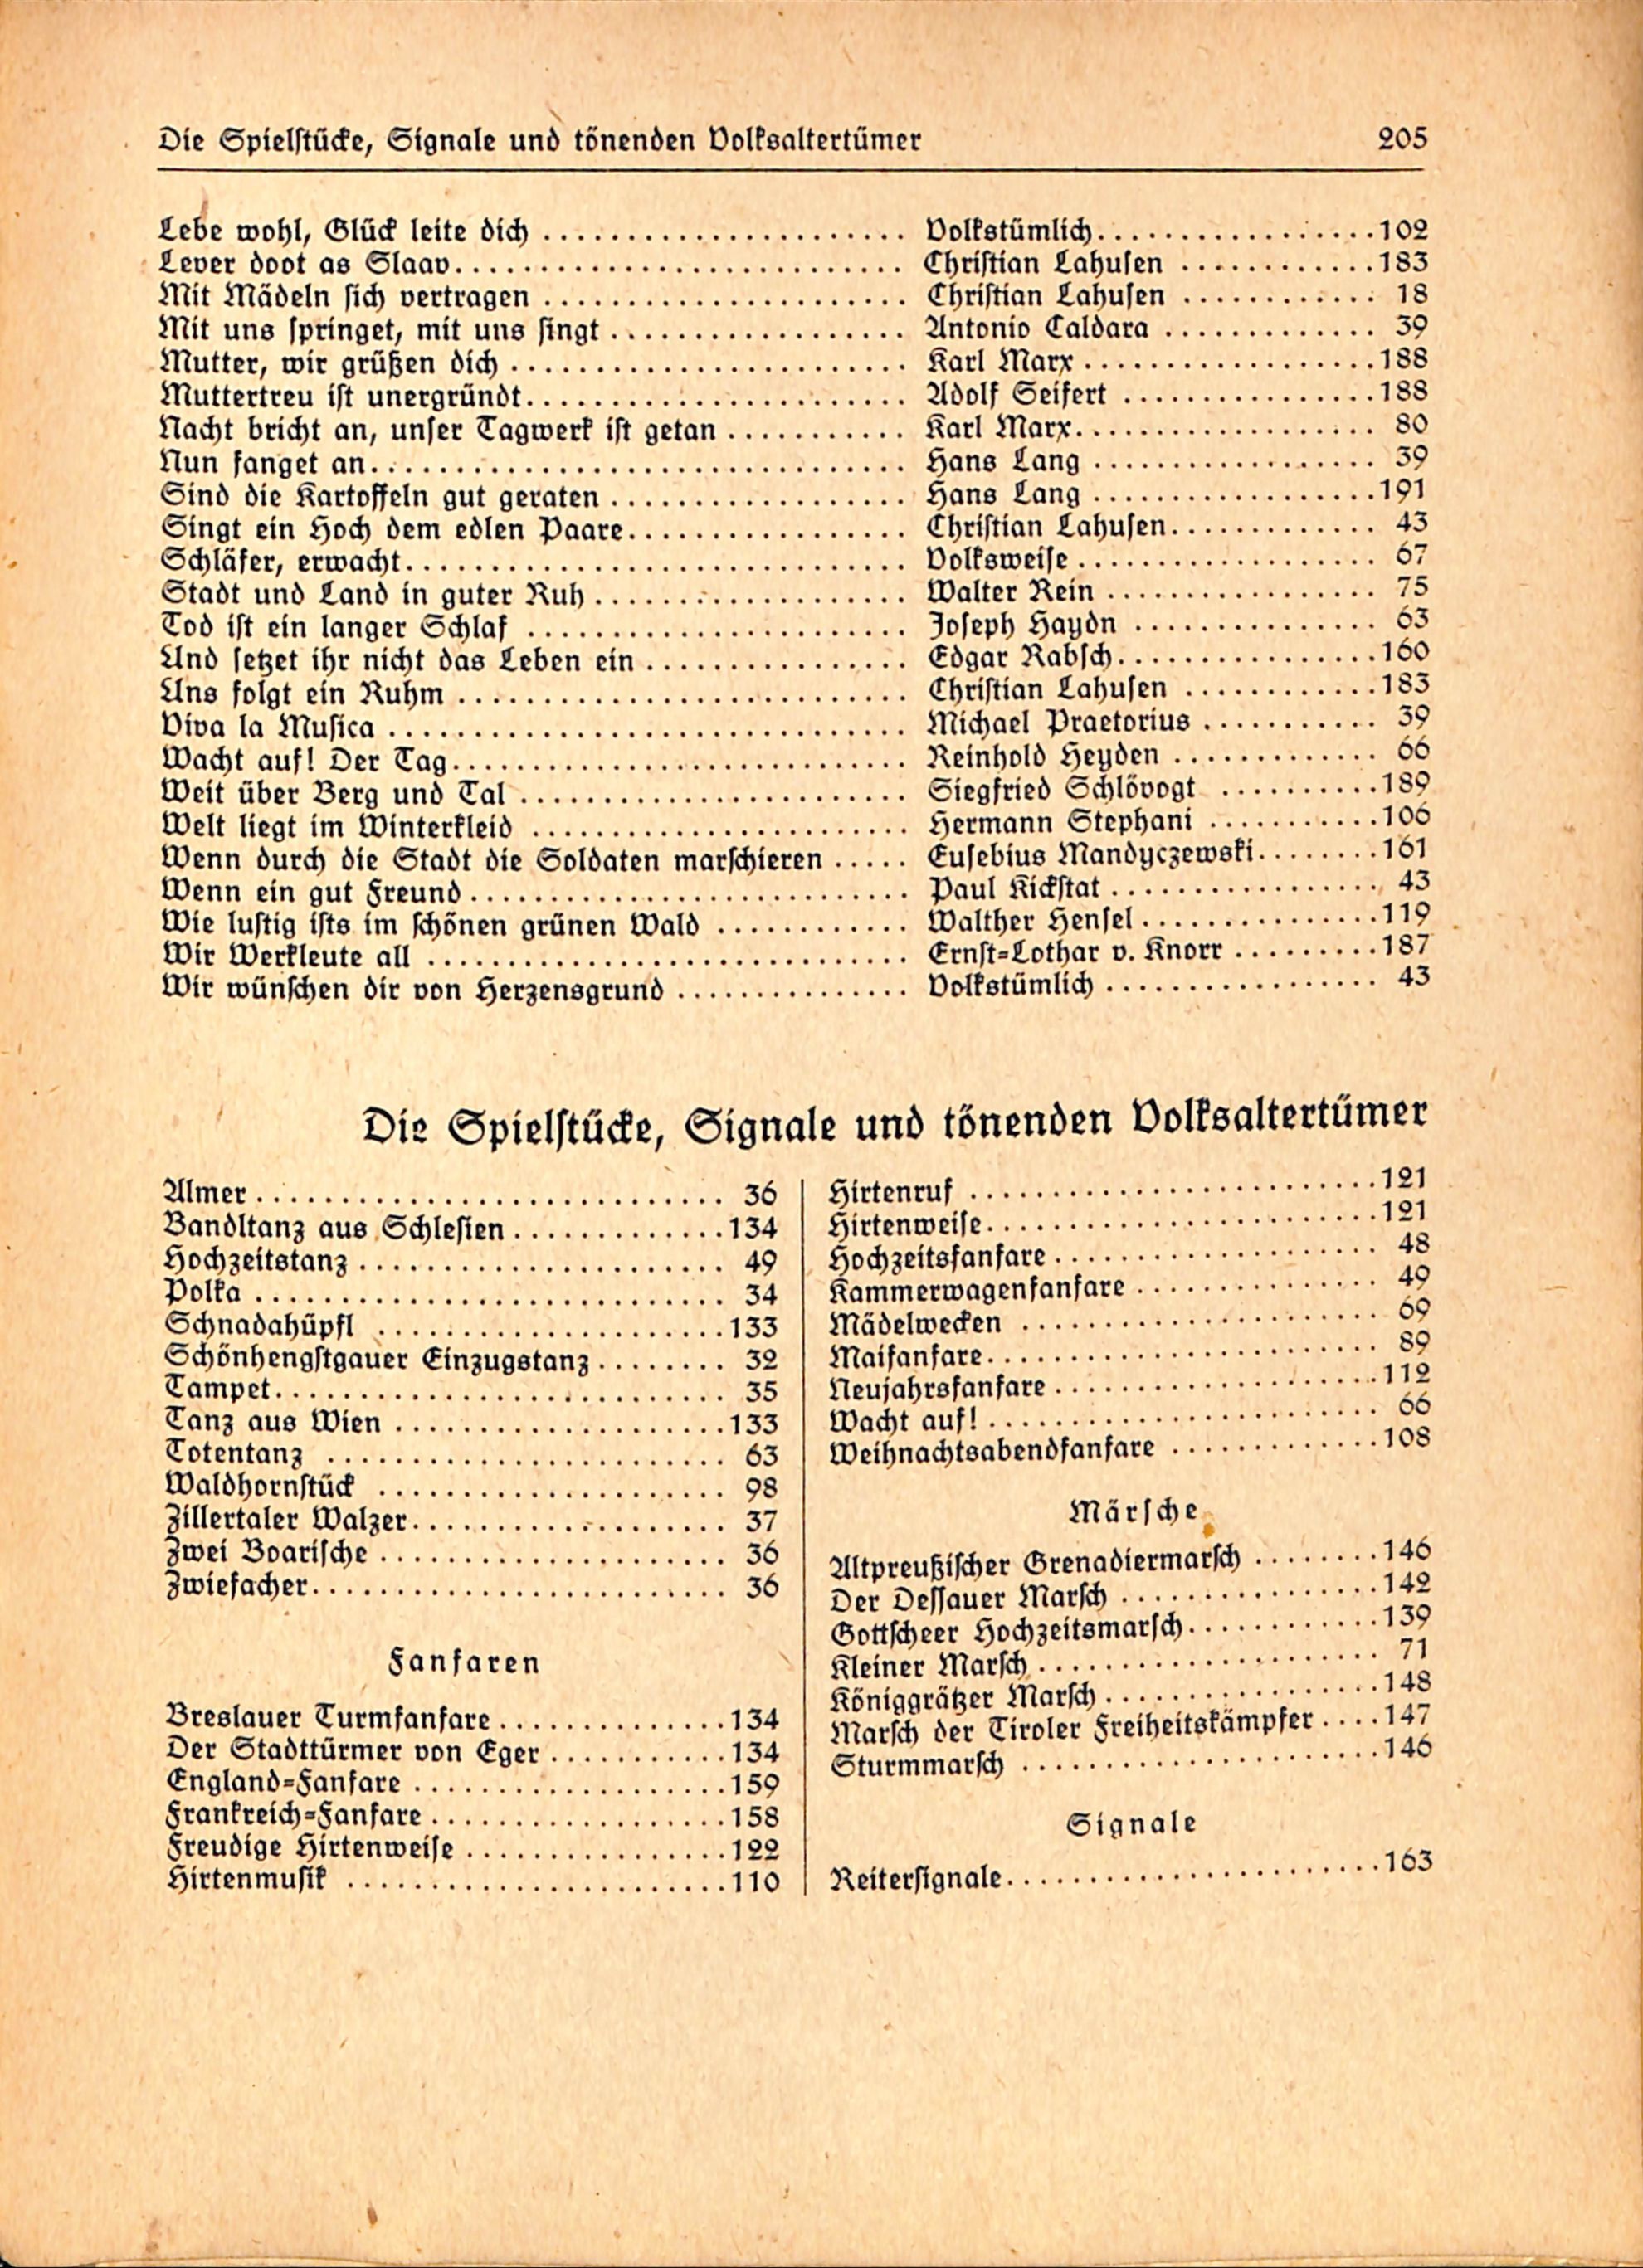 Die Spielstücke, Signale und tönenden Volksaltertümer 205
Lebe wohl, Glück leite dich ........................ Volkstümlich.................102
Lever doot as Slaav............................ Christian Lahusen ............183
Mit Mädeln sich vertragen ...................... Christian Lahusen ............ 18
Mit uns springet, mit uns singt .................. Antonio Caldara ............. 39
Mutter, wir grüßen dich ........................ Karl Marx ..................188
Muttertreu ist unergründt....................... Adolf Seifert ................188
Nacht bricht an, unser Tagwerk ist getan ........... Karl Marx.................. 80
Nun fanget an................................ Hans Lang ................. 39
Sind die Kartoffeln gut geraten .................. Hans Lang .................191
Singt ein Hoch dem edlen Paare................. Christian Lahusen............. 43
Schläfer, erwacht.............................. Volksweise .................. 67
Stadt und Land in guter Ruh ................... Walter Rein ................ 75
Tod ist ein langer Schlaf ....................... Joseph Haydn ............... 63
Und setzet ihr nicht das Leben ein ................ Edgar Rabsch................160
Uns folgt ein Ruhm ........................... Christian Lahusen ............183
Viva la Musica ............................... Michael Praetorius ........... 39
Wacht auf! Der Tag............................ Reinhold Heyden ............. 66
Weit über Berg und Tal ........................ Siegfried Schlövogt ..........189
Welt liegt im Winterkleid ....................... Hermann Stephani ...........106
Wenn durch die Stadt die Soldaten marschieren ..... Eusebius Mandyczewski........161
Wenn ein gut Freund ........................... Paul Kickstat ................. 43
Wie lustig ists im schönen grünen Wald ............ Walther Hensel ...............119
Wir Werkleute all ............................. Ernst-Lothar v. Knorr .........187
Wir wünschen dir von Herzensgrund ............... Volkstümlich ................. 43
Die Spielstücke, Signale und tönenden Volksaltertümer
Almer ............................ 36
Bandltanz aus Schlesien .............134
Hochzeitstanz ...................... 49
Polka ............................ 34
Schnadahüpfl .....................133
Schönhengstgauer Einzugstanz ........ 32
Tampet........................... 35
Tanz aus Wien ....................133
Totentanz ........................ 63
Waldhornstück ..................... 98
Zillertaler Walzer................... 37
Zwei Boarische ..................... 36
Zwiefacher......................... 36
Fanfaren
Breslauer Turmfanfare ..............134
Der Stadttürmer von Eger ...........134
England-Fanfare ...................159
Frankreich-Fanfare ..................158
Freudige Hirtenweise ................122
Hirtenmusik .......................110
Hirtenruf .........................121
Hirtenweise........................121
Hochzeitsfanfare .................... 48
Kammerwagenfanfare ............... 49
Mädelwecken ...................... 69
Maifanfare........................ 89
Neujahrsfanfare ....................112
Wacht auf! ........................ 66
Weihnachtsabendfanfare .............108
Märsche
Altpreußischer Grenadiermarsch ........146
Der Dessauer Marsch ................142
Gottscheer Hochzeitsmarsch............139
Kleiner Marsch ..................... 71
Königgrätzer Marsch .................148
Marsch der Tiroler Freiheitskämpfer ....147
Sturmmarsch ......................146
Signale
Reitersignale.......................163